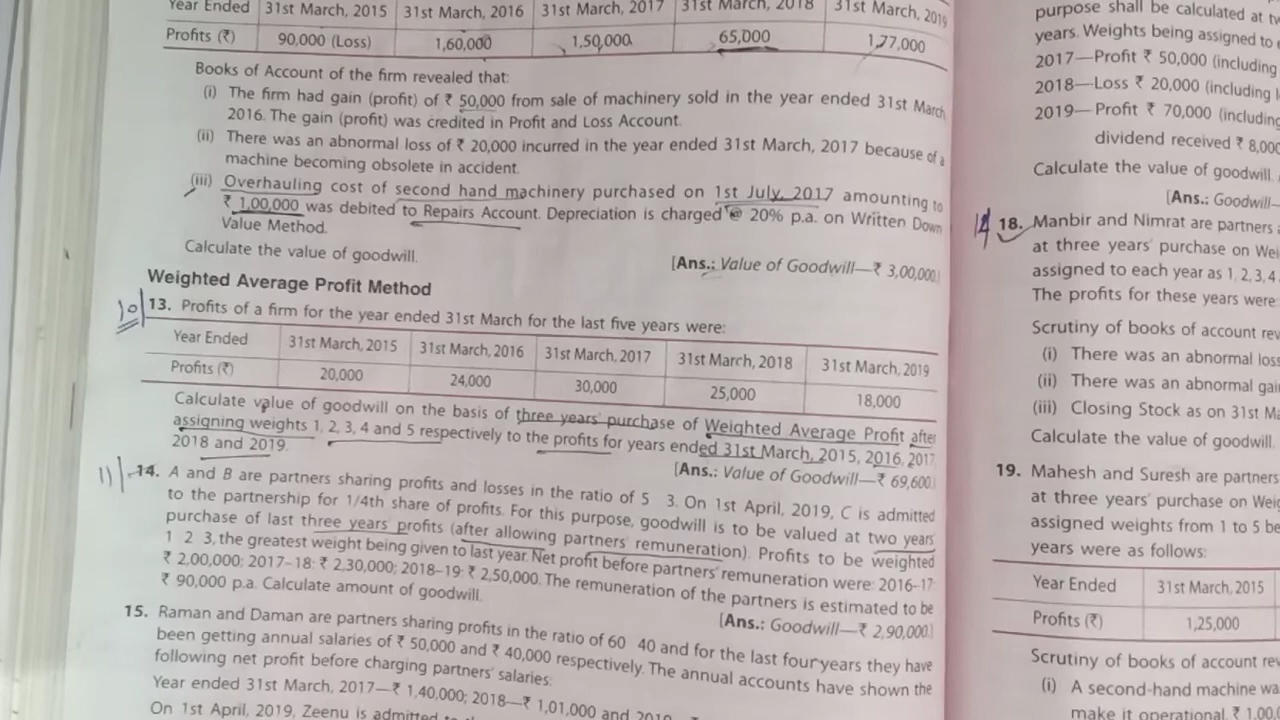 Year Ended 31st March, 2015 31st March, 2016 31st March, 2017 31st March, 2018 31st March, 2019
Profits (₹) 90,000 (Loss) 1,60,000 1,50,000 65,000 1,77,000
Books of Account of the firm revealed that:
(i) The firm had gain (profit) of ₹ 50,000 from sale of machinery sold in the year ended 31st March
2016. The gain (profit) was credited in Profit and Loss Account.
(ii) There was an abnormal loss of ₹ 20,000 incurred in the year ended 31st March, 2017 because of a
machine becoming obsolete in accident.
(iii) Overhauling cost of second hand machinery purchased on 1st July, 2017 amounting to
₹ 1,00,000 was debited to Repairs Account. Depreciation is charged @ 20% p.a. on Written Down
Value Method.
Calculate the value of goodwill.
[Ans.: Value of Goodwill—₹ 3,00,000.]
Weighted Average Profit Method
10 13. Profits of a firm for the year ended 31st March for the last five years were:
Year Ended 31st March, 2015 31st March, 2016 31st March, 2017 31st March, 2018 31st March, 2019
Profits (₹) 20,000 24,000 30,000 25,000 18,000
Calculate value of goodwill on the basis of three years' purchase of Weighted Average Profit after
assigning weights 1, 2, 3, 4 and 5 respectively to the profits for years ended 31st March, 2015, 2016, 2017,
2018 and 2019.
[Ans.: Value of Goodwill—₹ 69,600.]
11 14. A and B are partners sharing profits and losses in the ratio of 5 3. On 1st April, 2019, C is admitted
to the partnership for 1/4th share of profits. For this purpose, goodwill is to be valued at two years'
purchase of last three years profits (after allowing partners' remuneration). Profits to be weighted
1 2 3, the greatest weight being given to last year. Net profit before partners' remuneration were: 2016-17:
₹ 2,00,000; 2017-18: ₹ 2,30,000; 2018-19: ₹ 2,50,000. The remuneration of the partners is estimated to be
₹ 90,000 p.a. Calculate amount of goodwill.
[Ans.: Goodwill—₹ 2,90,000.]
15. Raman and Daman are partners sharing profits in the ratio of 60 40 and for the last four years they have
been getting annual salaries of ₹ 50,000 and ₹ 40,000 respectively. The annual accounts have shown the
following net profit before charging partners' salaries:
Year ended 31st March, 2017—₹ 1,40,000; 2018—₹ 1,01,000 and 2019
On 1st April, 2019, Zeenu is admitted
purpose shall be calculated at
years. Weights being assigned to
2017—Profit ₹ 50,000 (including
2018—Loss ₹ 20,000 (including
2019—Profit ₹ 70,000 (including
dividend received ₹ 8,000
Calculate the value of goodwill.
[Ans.: Goodwill—
18. Manbir and Nimrat are partners
at three years' purchase on
assigned to each year as 1, 2, 3, 4
The profits for these years were
Scrutiny of books of account
(i) There was an abnormal loss
(ii) There was an abnormal
(iii) Closing Stock as on 31st
Calculate the value of goodwill.
19. Mahesh and Suresh are partners
at three years' purchase on
assigned weights from 1 to 5
years were as follows:
Year Ended 31st March, 2015
Profits (₹) 1,25,000
Scrutiny of books of account
(i) A second-hand machine
make it operational. ₹